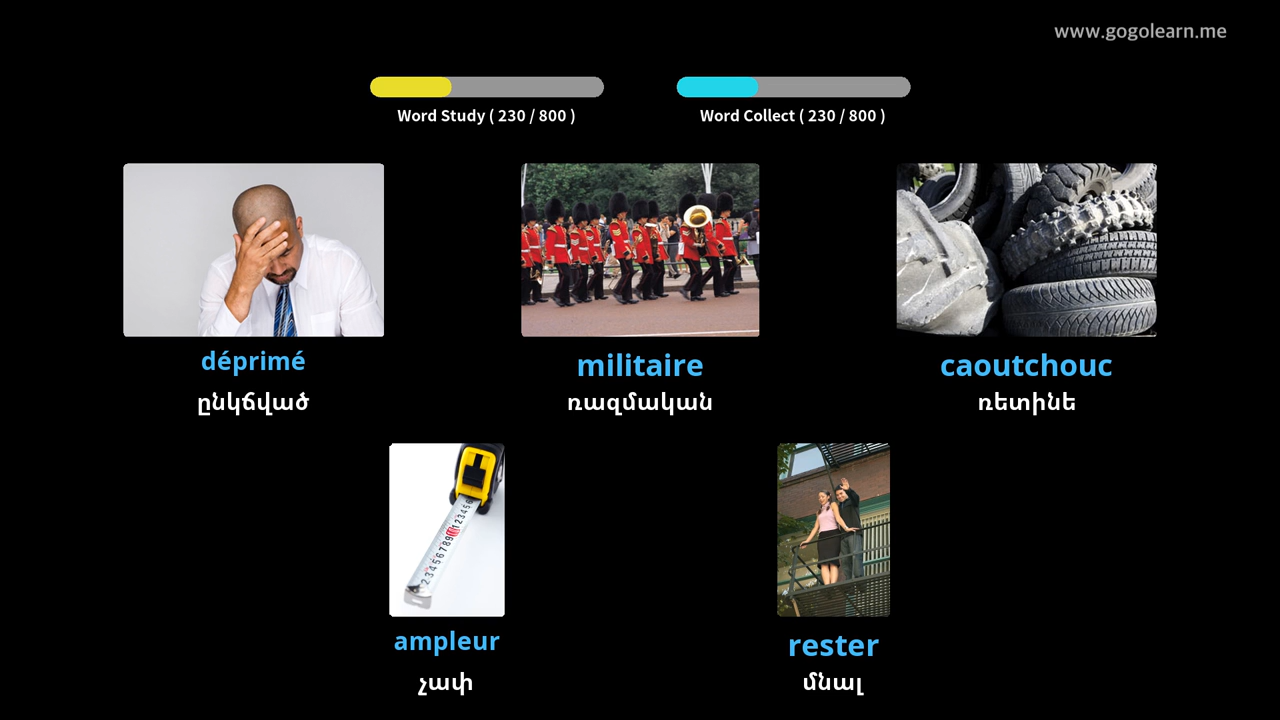 www.gogolearn.me
Word Study ( 230 / 800 )
Word Collect ( 230 / 800 )
déprimé
militaire
caoutchouc
ընկճված
ռազմական
ռետինե
ampleur
rester
չափ
մնալ